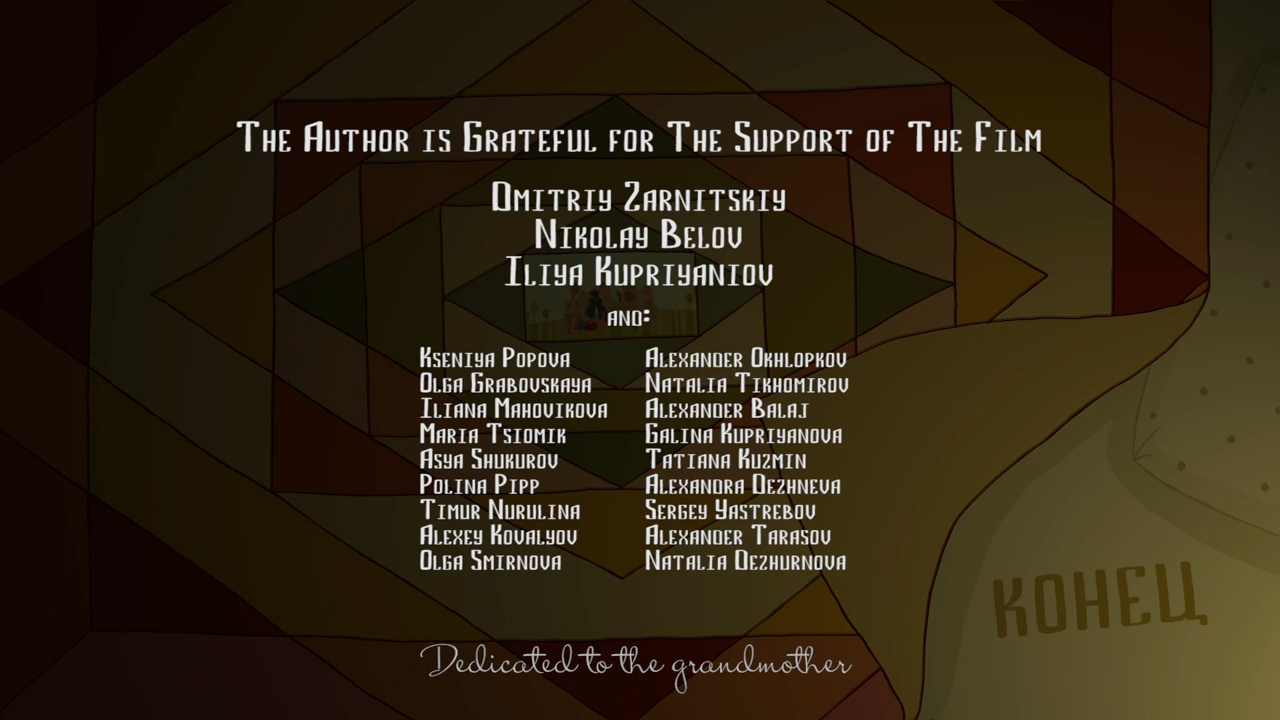 The Author is Grateful for The Support of The Film
Dmitriy Zarnitskiy
Nikolay Belov
Iliya Kupriyaniov
and:
Kseniya Popova
Olga Grabovskaya
Iliana Mahovikova
Maria Tsiomik
Asya Shukurov
Polina Pipp
Timur Nurulina
Alexey Kovalyov
Olga Smirnova
Alexander Okhlopkov
Natalia Tikhomirov
Alexander Balaj
Galina Kupriyanova
Tatiana Kuzmin
Alexandra Dezhneva
Sergey Yastrebov
Alexander Tarasov
Natalia Dezhurnova
КОНЕЦ
Dedicated to the grandmother